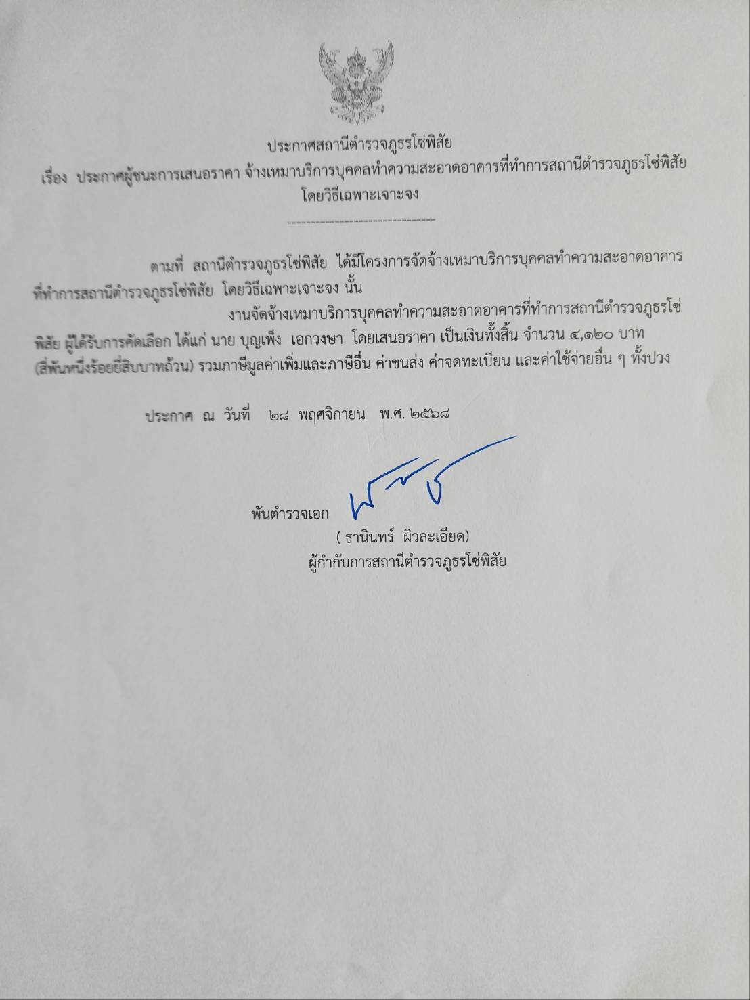 ประกาศสถานีตำรวจภูธรโซ่พิสัย
เรื่อง ประกาศผู้ชนะการเสนอราคา จ้างเหมาบริการบุคคลทำความสะอาดอาคารที่ทำการสถานีตำรวจภูธรโซ่พิสัย
โดยวิธีเฉพาะเจาะจง
-------------------------------
ตามที่ สถานีตำรวจภูธรโซ่พิสัย ได้มีโครงการจัดจ้างเหมาบริการบุคคลทำความสะอาดอาคาร
ที่ทำการสถานีตำรวจภูธรโซ่พิสัย โดยวิธีเฉพาะเจาะจง นั้น
งานจัดจ้างเหมาบริการบุคคลทำความสะอาดอาคารที่ทำการสถานีตำรวจภูธรโซ่
พิสัย ผู้ได้รับการคัดเลือก ได้แก่ นาย บุญเพ็ง เอกวงษา โดยเสนอราคา เป็นเงินทั้งสิ้น จำนวน ๔,๑๒๐ บาท
(สี่พันหนึ่งร้อยยี่สิบบาทถ้วน) รวมภาษีมูลค่าเพิ่มและภาษีอื่น ค่าขนส่ง ค่าจดทะเบียน และค่าใช้จ่ายอื่น ๆ ทั้งปวง
ประกาศ ณ วันที่ ๒๘ พฤศจิกายน พ.ศ. ๒๕๖๘
พันตำรวจเอก
( ธานินทร์ ผิวละเอียด)
ผู้กำกับการสถานีตำรวจภูธรโซ่พิสัย